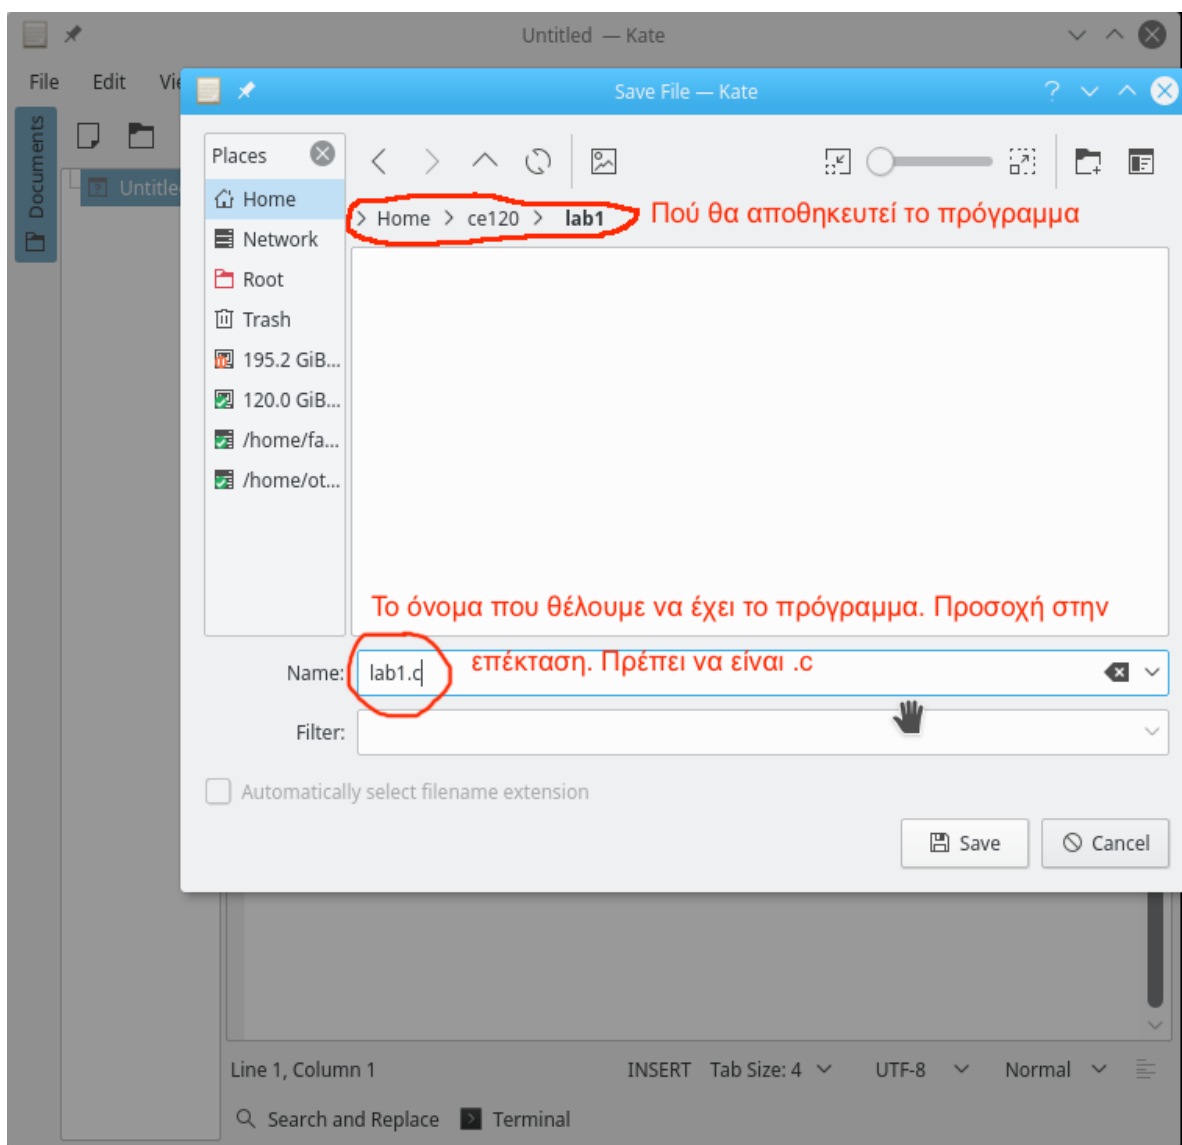 Untitled — Kate
File Edit Vie
Save File — Kate
Documents
Untitle
Places
Home
Network
Root
Trash
195.2 GiB...
120.0 GiB...
/home/fa...
/home/ot...
> Home > ce120 > lab1
Πού θα αποθηκευτεί το πρόγραμμα
Το όνομα που θέλουμε να έχει το πρόγραμμα. Προσοχή στην
επέκταση. Πρέπει να είναι .c
Name: lab1.c
Filter:
Automatically select filename extension
Save Cancel
Line 1, Column 1 INSERT Tab Size: 4 UTF-8 Normal
Search and Replace Terminal